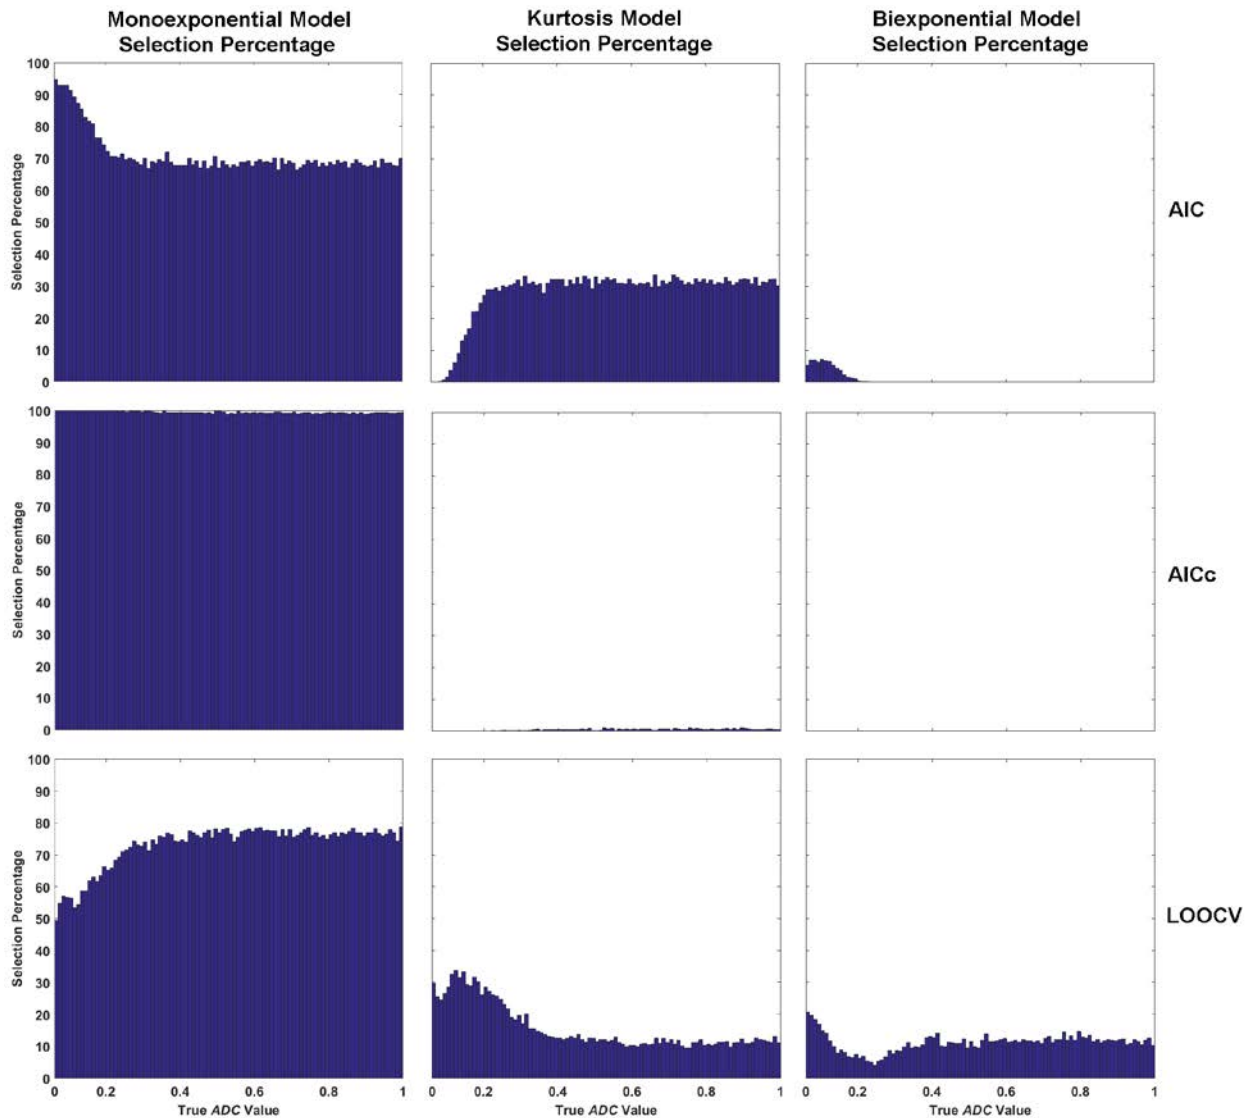 Monoexponential Model
Selection Percentage
Kurtosis Model
Selection Percentage
Biexponential Model
Selection Percentage
100
90
80
70
60
50
40
30
20
10
0
Selection Percentage
AIC
100
90
80
70
60
50
40
30
20
10
0
Selection Percentage
AICc
100
90
80
70
60
50
40
30
20
10
0
Selection Percentage
LOOCV
0 0.2 0.4 0.6 0.8 1
True ADC Value
0 0.2 0.4 0.6 0.8 1
True ADC Value
0 0.2 0.4 0.6 0.8 1
True ADC Value